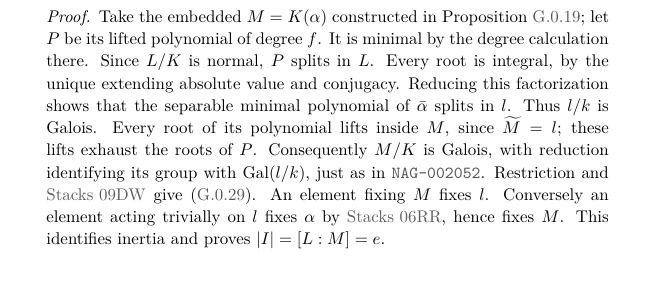 Proof. Take the embedded M = K(α) constructed in Proposition G.0.19; let
P be its lifted polynomial of degree f. It is minimal by the degree calculation
there. Since L/K is normal, P splits in L. Every root is integral, by the
unique extending absolute value and conjugacy. Reducing this factorization
shows that the separable minimal polynomial of ᾱ splits in l. Thus l/k is
Galois. Every root of its polynomial lifts inside M, since M̃ = l; these
lifts exhaust the roots of P. Consequently M/K is Galois, with reduction
identifying its group with Gal(l/k), just as in NAG-002052. Restriction and
Stacks 09DW give (G.0.29). An element fixing M fixes l. Conversely an
element acting trivially on l fixes α by Stacks 06RR, hence fixes M. This
identifies inertia and proves |I| = [L : M] = e.